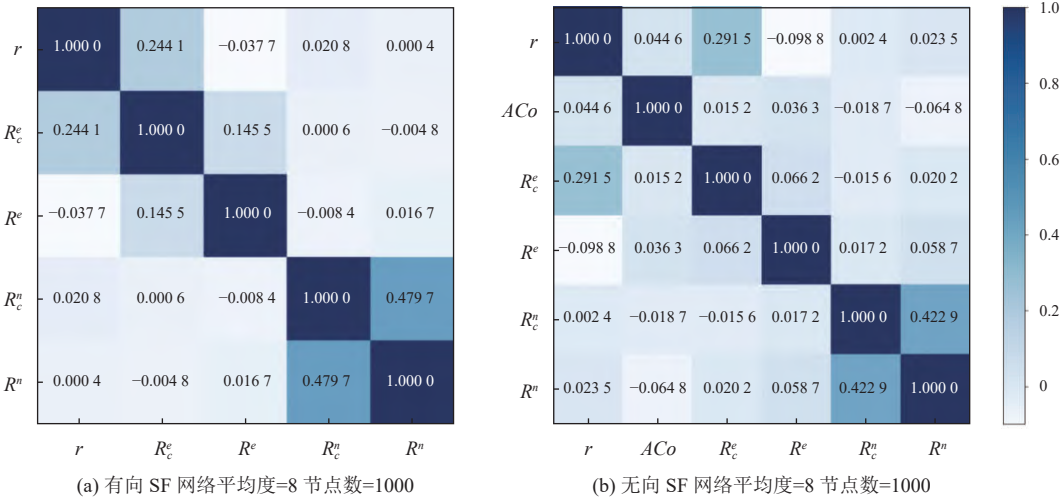 r 1.000 0 0.244 1 −0.037 7 0.020 8 0.000 4
R_c^e 0.244 1 1.000 0 0.145 5 0.000 6 −0.004 8
R^e −0.037 7 0.145 5 1.000 0 −0.008 4 0.016 7
R_c^n 0.020 8 0.000 6 −0.008 4 1.000 0 0.479 7
R^n 0.000 4 −0.004 8 0.016 7 0.479 7 1.000 0
r R_c^e R^e R_c^n R^n
(a) 有向 SF 网络平均度=8 节点数=1000
r 1.000 0 0.044 6 0.291 5 −0.098 8 0.002 4 0.023 5
ACo 0.044 6 1.000 0 0.015 2 0.036 3 −0.018 7 −0.064 8
R_c^e 0.291 5 0.015 2 1.000 0 0.066 2 −0.015 6 0.020 2
R^e −0.098 8 0.036 3 0.066 2 1.000 0 0.017 2 0.058 7
R_c^n 0.002 4 −0.018 7 −0.015 6 0.017 2 1.000 0 0.422 9
R^n 0.023 5 −0.064 8 0.020 2 0.058 7 0.422 9 1.000 0
r ACo R_c^e R^e R_c^n R^n
(b) 无向 SF 网络平均度=8 节点数=1000
1.0
0.8
0.6
0.4
0.2
0